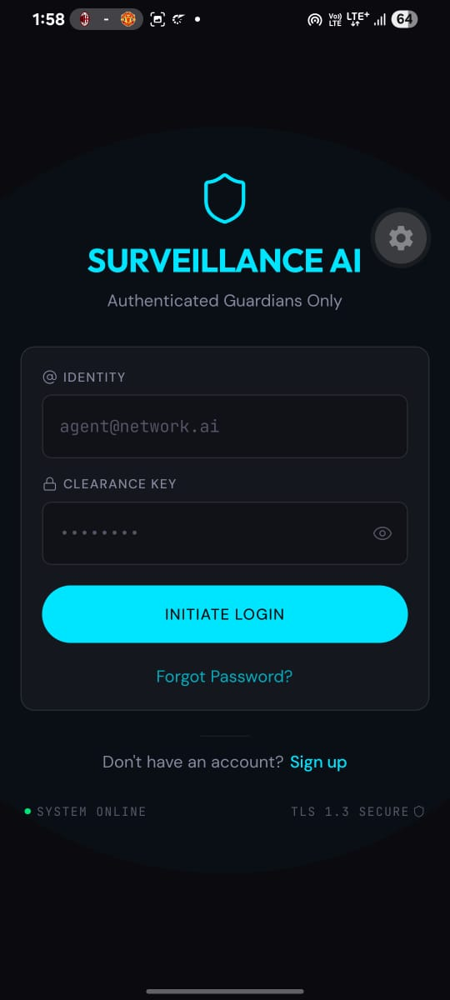 1:58 - Vo)) LTE LTE+ 64
SURVEILLANCE AI
Authenticated Guardians Only
@ IDENTITY
agent@network.ai
CLEARANCE KEY
••••••••
INITIATE LOGIN
Forgot Password?
Don't have an account? Sign up
SYSTEM ONLINE
TLS 1.3 SECURE